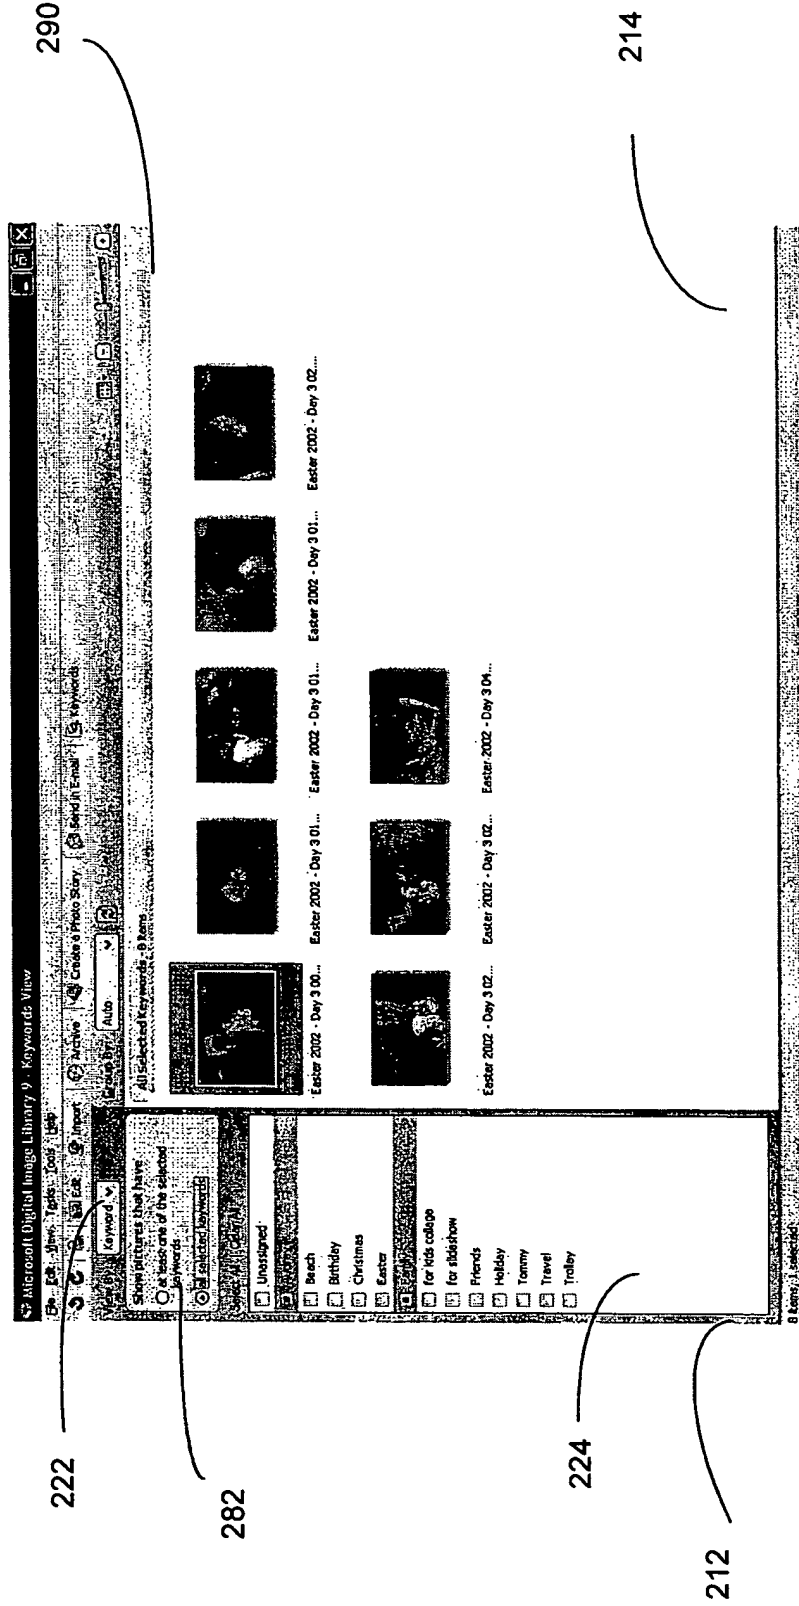 290
214
Microsoft Digital Image Library 9 - Keywords View
File Edit View Tasks Tools Help
Edit Import Archive Create a Photo Story Send in E-mail Keywords
View By: Keyword Group By: Auto
222
Show pictures that have
at least one of the selected
keywords
all selected keywords
282
Select All Clear All
Unassigned
Beach
Birthday
Christmas
Easter
Family
for kids collage
for slideshow
Friends
Holiday
Tommy
Travel
Trolley
All Selected Keywords - 8 items
Easter 2002 - Day 3 00...
Easter 2002 - Day 3 01...
Easter 2002 - Day 3 01...
Easter 2002 - Day 3 01...
Easter 2002 - Day 3 02...
Easter 2002 - Day 3 02...
Easter 2002 - Day 3 02...
Easter 2002 - Day 3 04...
224
212
8 items, 1 selected